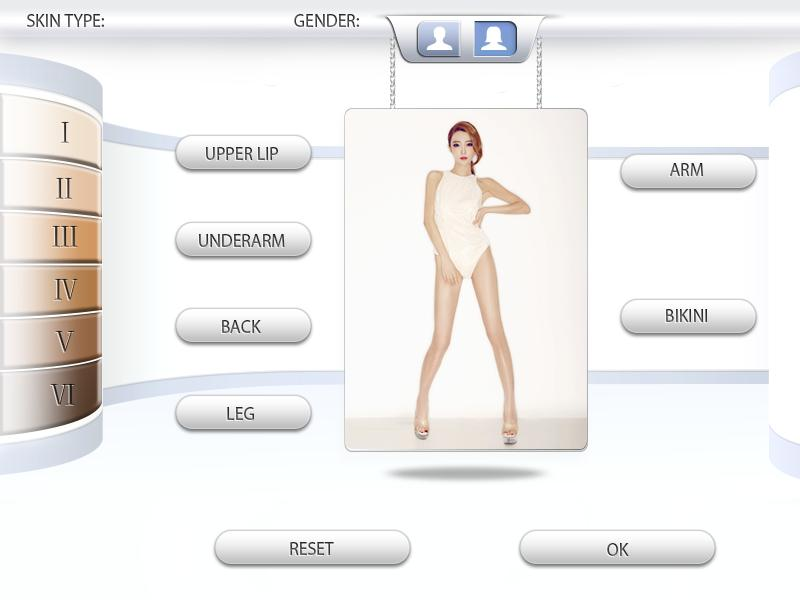 SKIN TYPE:
GENDER:
I
II
III
IV
V
VI
UPPER LIP
UNDERARM
BACK
LEG
ARM
BIKINI
RESET
OK